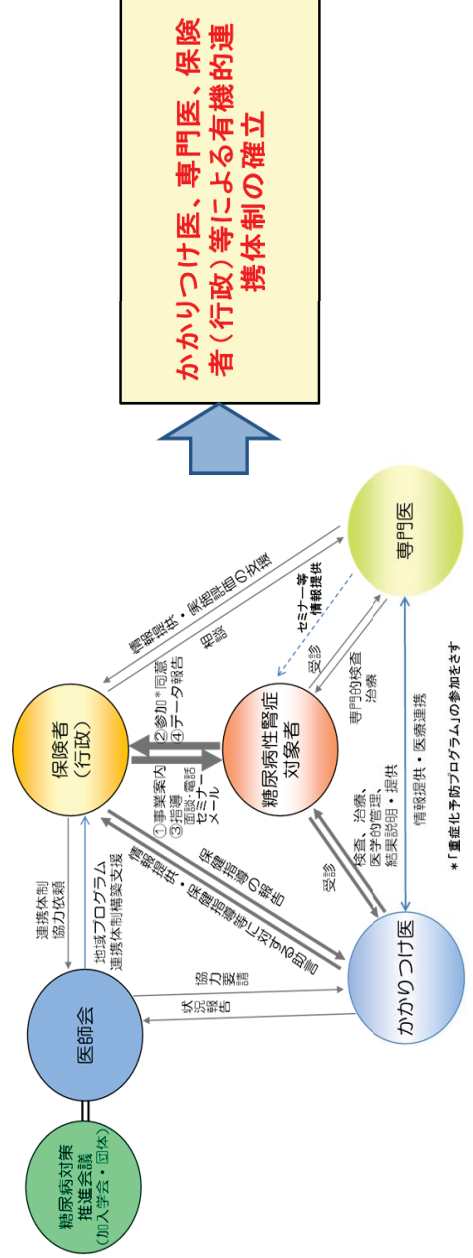 糖尿病対策
推進会議
(加入学会・団体)
医師会
連携体制
協力依頼
地域プログラム、
連携体制構築支援
保険者
(行政)
情報提供・実施評価の支援
相談
①事業案内
③指導
面談・電話
セミナー
メール
②参加*同意
④データ報告
状況報告
協力
要請
保健指導の報告
情報提供・保健指導等に対する助言
糖尿病性腎症
対象者
セミナー等
情報提供
受診
検査、治療、
医学的管理、
結果説明・提供
受診
専門的検査
治療
かかりつけ医
情報提供・医療連携
専門医
*「重症化予防プログラム」の参加をさす
かかりつけ医、専門医、保険
者(行政)等による有機的連
携体制の確立